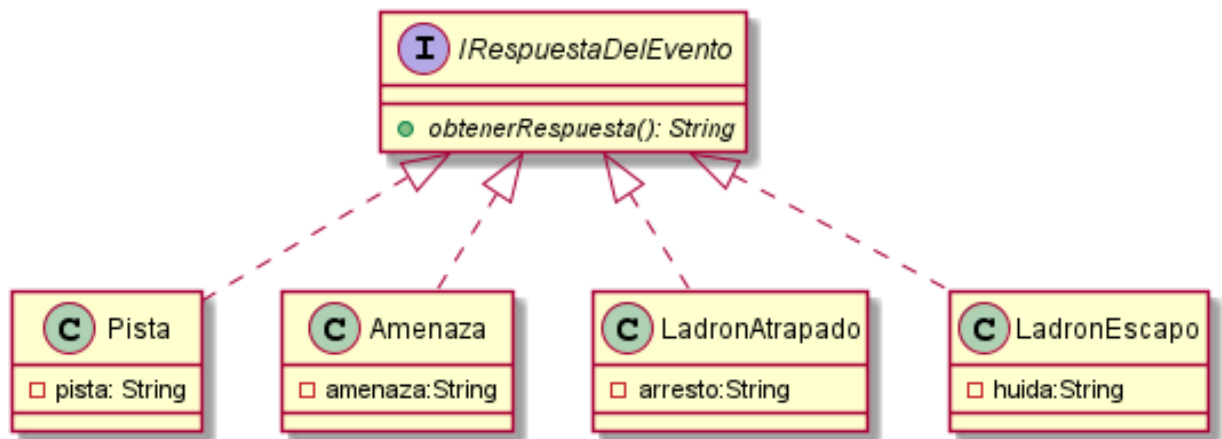 I IRespuestaDelEvento
obtenerRespuesta(): String
C Pista
pista: String
C Amenaza
amenaza:String
C LadronAtrapado
arresto:String
C LadronEscapo
huida:String